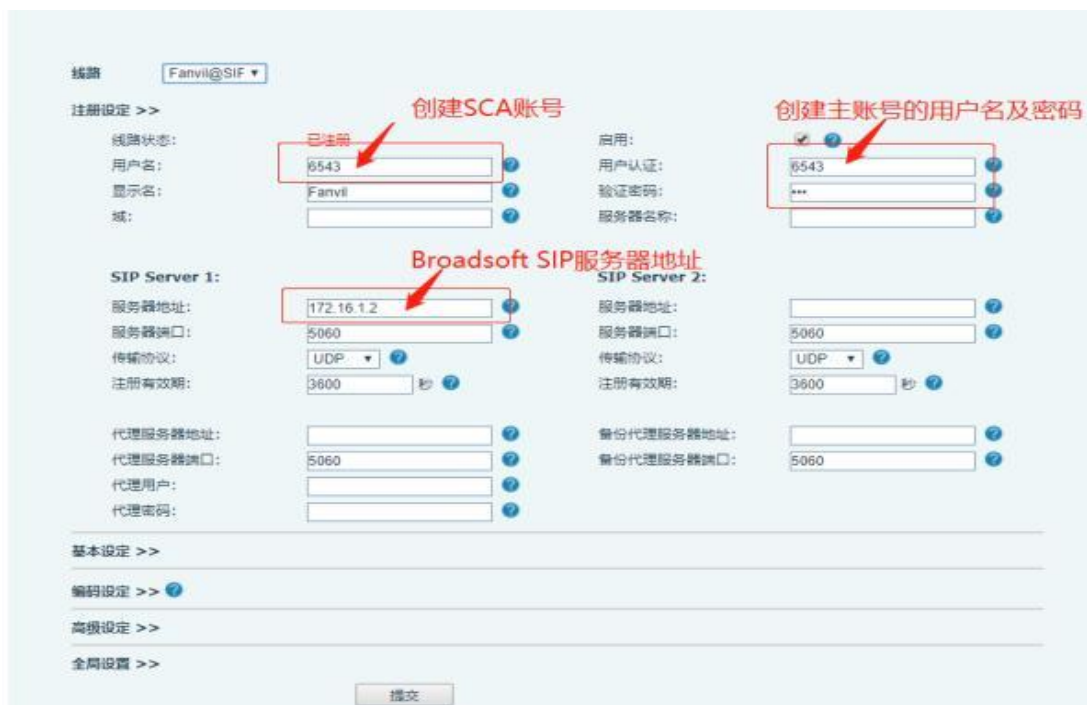 线路 Fanvil@SIF
注册设定 >> 创建SCA账号 创建主账号的用户名及密码
线路状态: 已注册 启用:
用户名: 6543 用户认证: 6543
显示名: Fanvil 验证密码: •••
域: 服务器名称:
Broadsoft SIP服务器地址
SIP Server 1: SIP Server 2:
服务器地址: 172.16.1.2 服务器地址:
服务器端口: 5060 服务器端口: 5060
传输协议: UDP 传输协议: UDP
注册有效期: 3600 秒 注册有效期: 3600 秒
代理服务器地址: 备份代理服务器地址:
代理服务器端口: 5060 备份代理服务器端口: 5060
代理用户:
代理密码:
基本设定 >>
编码设定 >>
高级设定 >>
全局设置 >>
提交